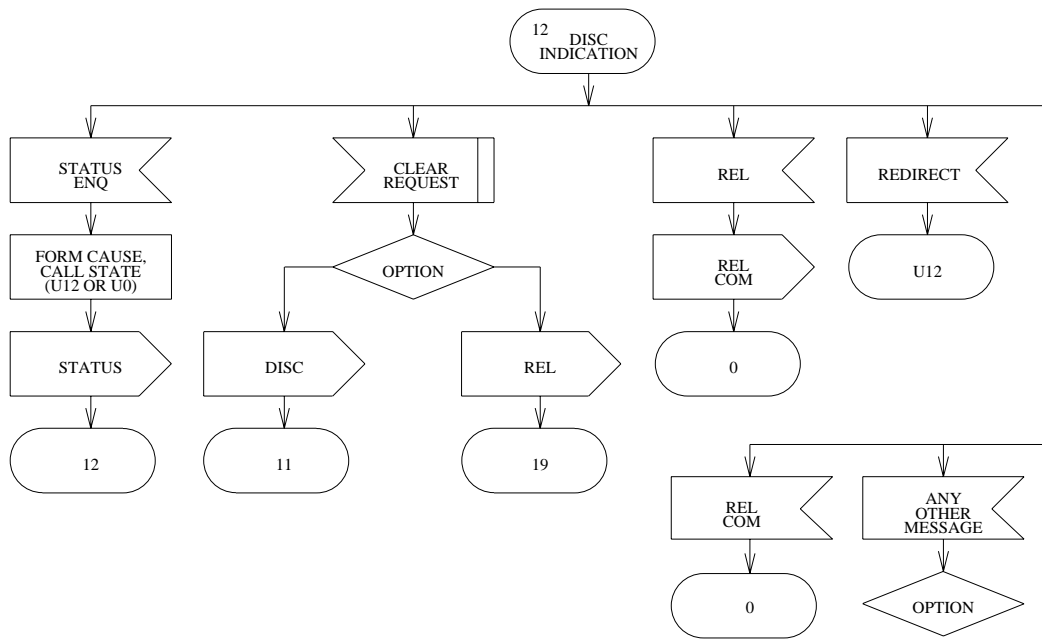 12
DISC
INDICATION
STATUS
ENQ
CLEAR
REQUEST
REL
REDIRECT
FORM CAUSE,
CALL STATE
(U12 OR U0)
OPTION
REL
COM
U12
STATUS
DISC
REL
0
12
11
19
REL
COM
ANY
OTHER
MESSAGE
0
OPTION